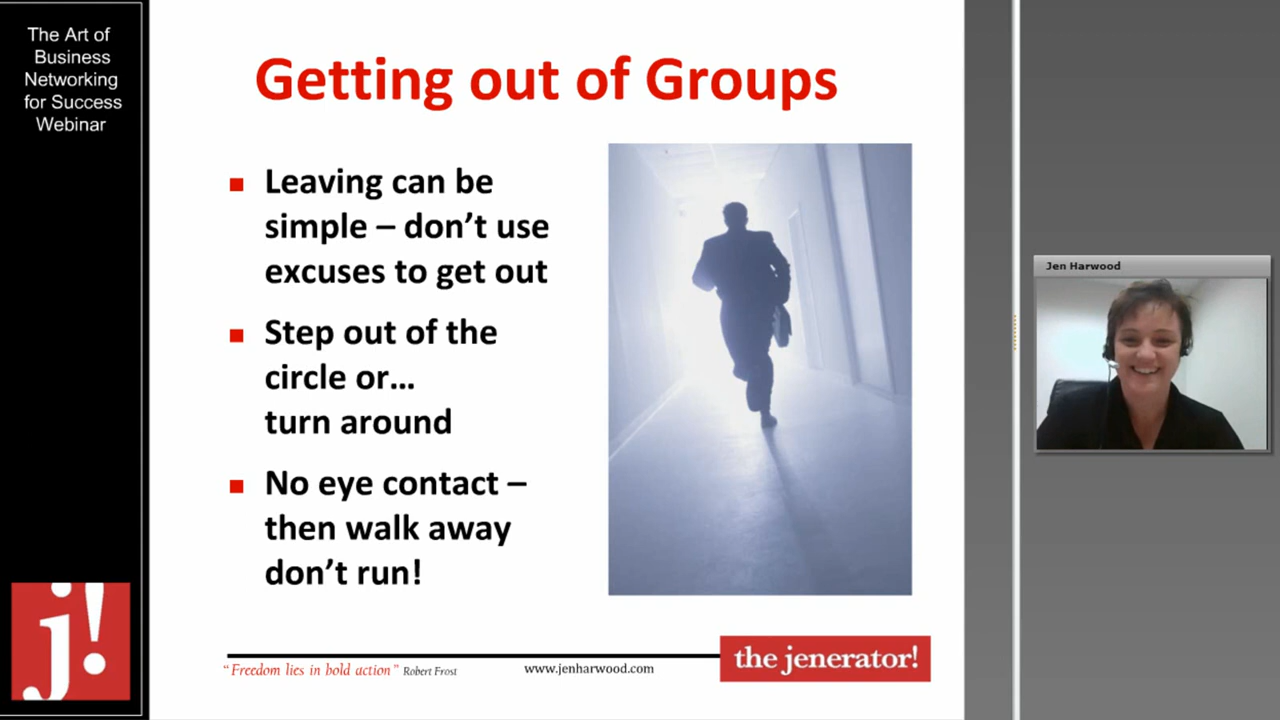 The Art of
Business
Networking
for Success
Webinar
Getting out of Groups
Leaving can be
simple – don’t use
excuses to get out
Step out of the
circle or…
turn around
No eye contact –
then walk away
don’t run!
Jen Harwood
j!
“Freedom lies in bold action” Robert Frost
www.jenharwood.com
the jenerator!